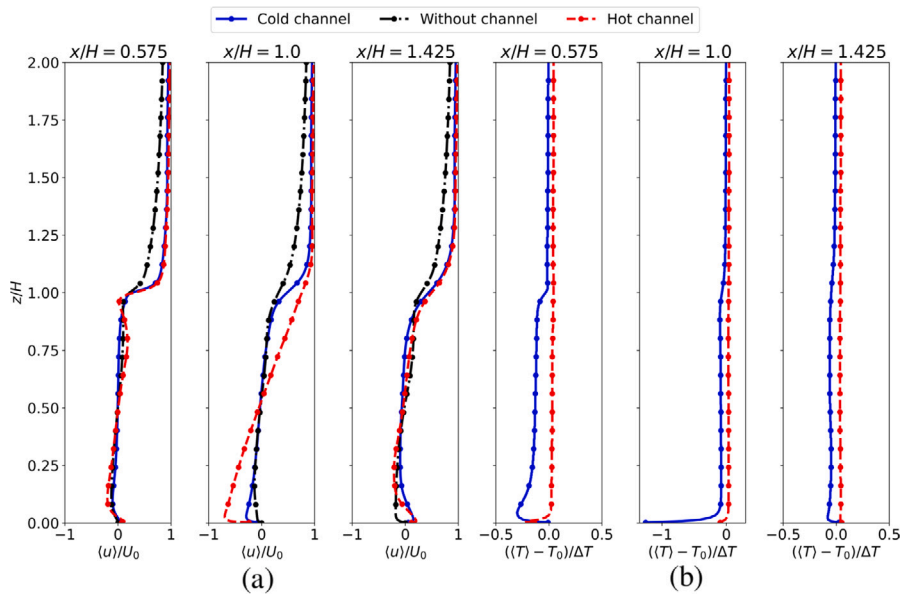 Cold channel Without channel Hot channel
x/H = 0.575 x/H = 1.0 x/H = 1.425 x/H = 0.575 x/H = 1.0 x/H = 1.425
2.00
1.75
1.50
1.25
z/H
1.00
0.75
0.50
0.25
0.00
−1 0 1 −1 0 1 −1 0 1 −0.5 0.0 0.5 −1 0 −0.5 0.0 0.5
⟨u⟩/U₀ ⟨u⟩/U₀ ⟨u⟩/U₀ (⟨T⟩ − T₀)/ΔT (⟨T⟩ − T₀)/ΔT (⟨T⟩ − T₀)/ΔT
(a) (b)